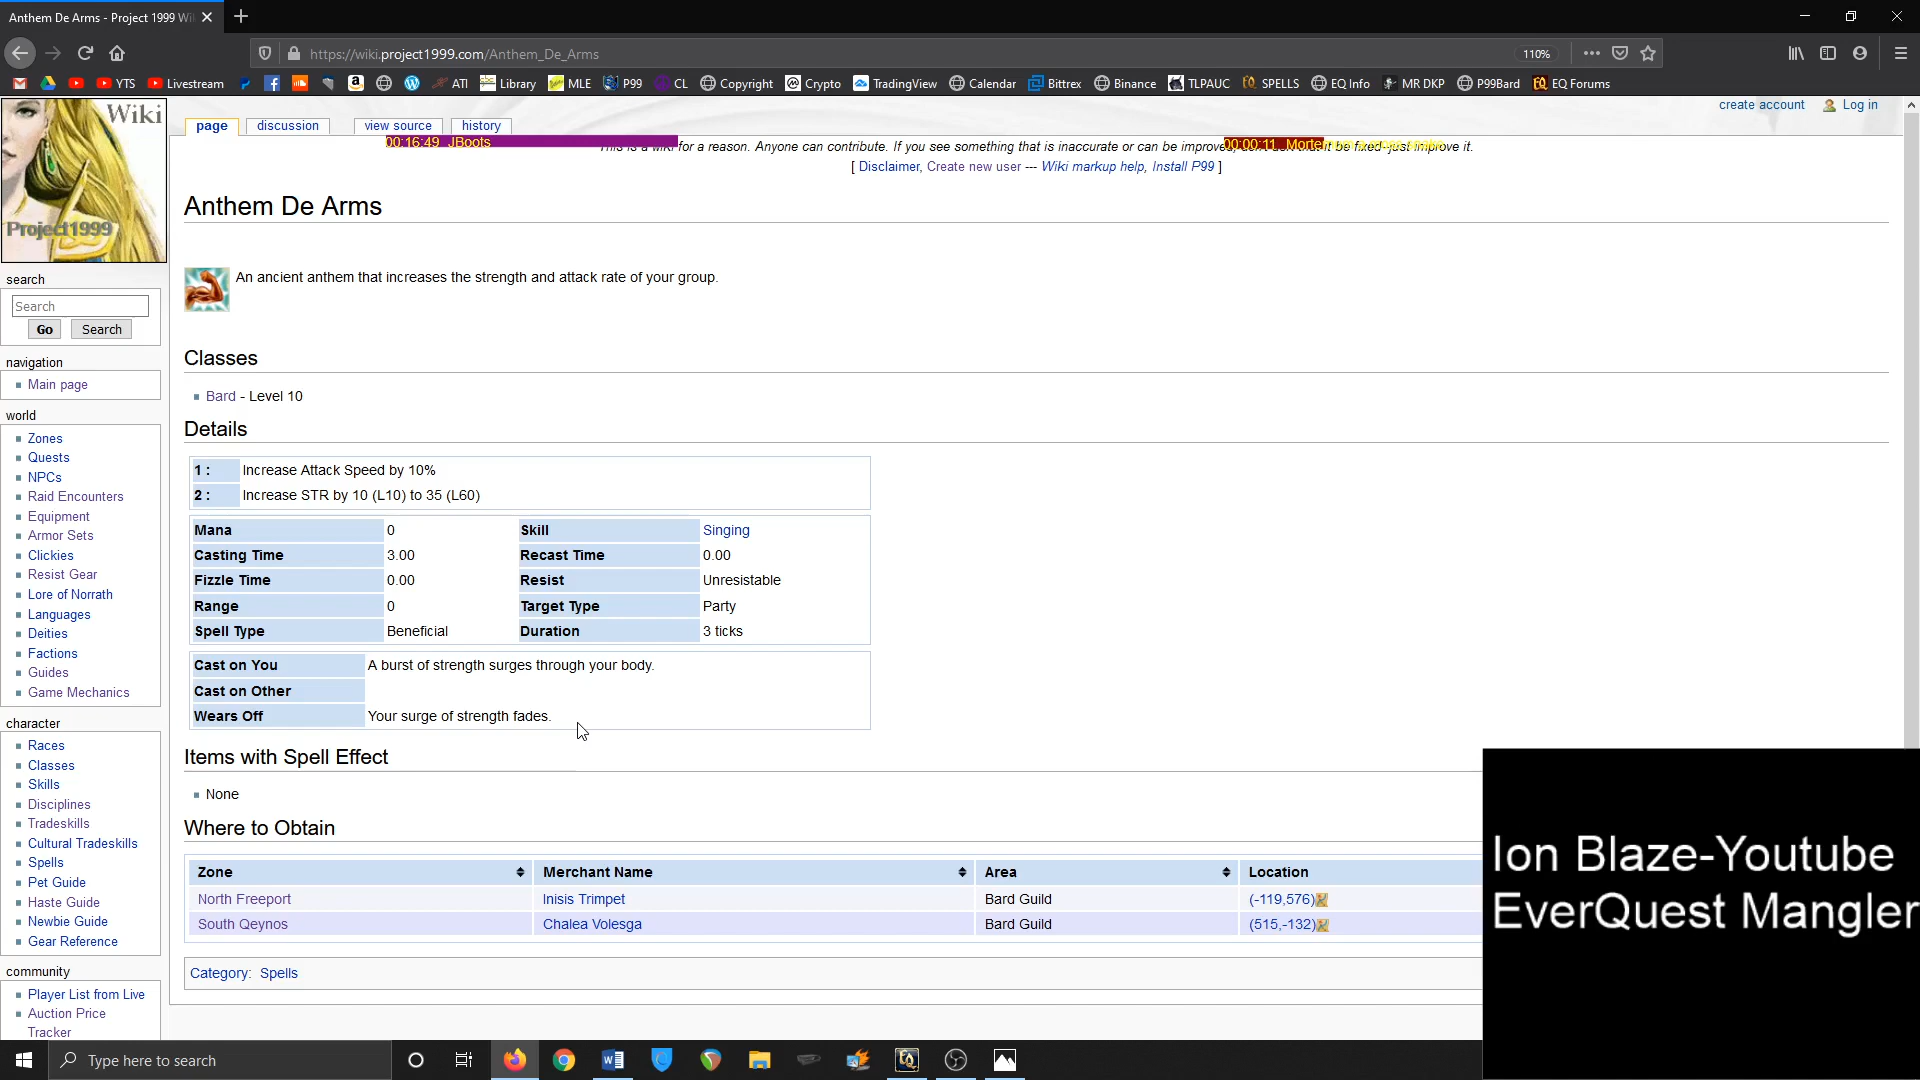 Anthem De Arms - Project 1999 Wi
https://wiki.project1999.com/Anthem_De_Arms
110%
YTS
Livestream
ATI
Library
MLE
P99
CL
Copyright
Crypto
TradingView
Calendar
Bittrex
Binance
TLPAUC
SPELLS
EQ Info
MR DKP
P99Bard
EQ Forums
Wiki
Project1999
create account
Log in
page
discussion
view source
history
00:16:49 JBoots
00:00:11
This is a wiki for a reason. Anyone can contribute. If you see something that is inaccurate or can be improved, don't ask that it be fixed--just improve it.
[ Disclaimer, Create new user --- Wiki markup help, Install P99 ]
Anthem De Arms
An ancient anthem that increases the strength and attack rate of your group.
Classes
Bard - Level 10
Details
1 : Increase Attack Speed by 10%
2 : Increase STR by 10 (L10) to 35 (L60)
Mana 0 Skill Singing
Casting Time 3.00 Recast Time 0.00
Fizzle Time 0.00 Resist Unresistable
Range 0 Target Type Party
Spell Type Beneficial Duration 3 ticks
Cast on You A burst of strength surges through your body.
Cast on Other
Wears Off Your surge of strength fades.
Items with Spell Effect
None
Where to Obtain
Zone Merchant Name Area Location
North Freeport Inisis Trimpet Bard Guild (-119,576)
South Qeynos Chalea Volesga Bard Guild (515,-132)
Category: Spells
search
Search
Go Search
navigation
Main page
world
Zones
Quests
NPCs
Raid Encounters
Equipment
Armor Sets
Clickies
Resist Gear
Lore of Norrath
Languages
Deities
Factions
Guides
Game Mechanics
character
Races
Classes
Skills
Disciplines
Tradeskills
Cultural Tradeskills
Spells
Pet Guide
Haste Guide
Newbie Guide
Gear Reference
community
Player List from Live
Auction Price
Tracker
Ion Blaze-Youtube
EverQuest Mangler
Type here to search